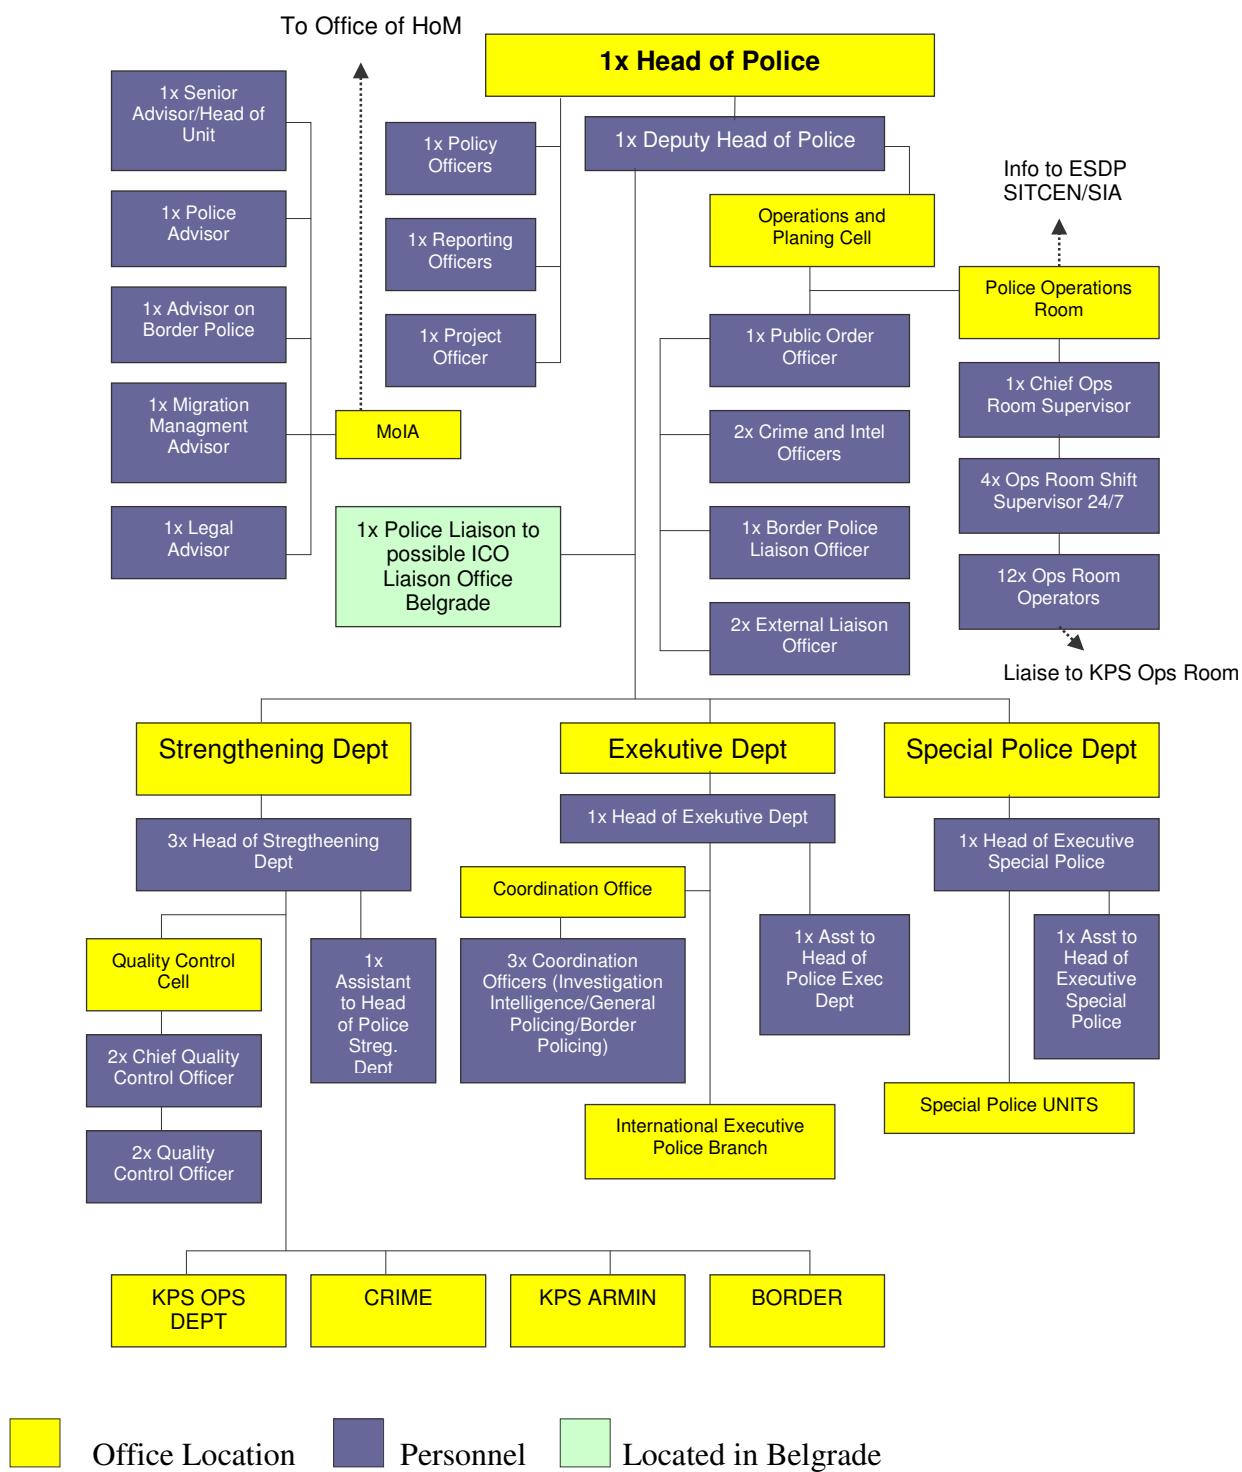 To Office of HoM
1x Head of Police
1x Senior
Advisor/Head of
Unit
1x Policy
Officers
1x Deputy Head of Police
Info to ESDP
SITCEN/SIA
1x Police
Advisor
1x Reporting
Officers
Operations and
Planing Cell
Police Operations
Room
1x Advisor on
Border Police
1x Project
Officer
1x Public Order
Officer
1x Chief Ops
Room Supervisor
1x Migration
Managment
Advisor
MoIA
2x Crime and Intel
Officers
4x Ops Room Shift
Supervisor 24/7
1x Legal
Advisor
1x Police Liaison to
possible ICO
Liaison Office
Belgrade
1x Border Police
Liaison Officer
12x Ops Room
Operators
2x External Liaison
Officer
Liaise to KPS Ops Room
Strengthening Dept
Exekutive Dept
Special Police Dept
3x Head of Stregtheening
Dept
1x Head of Exekutive Dept
1x Head of Executive
Special Police
Coordination Office
Quality Control
Cell
1x
Assistant
to Head
of Police
Streg.
Dept
3x Coordination
Officers (Investigation
Intelligence/General
Policing/Border
Policing)
1x Asst to
Head of
Police Exec
Dept
1x Asst to
Head of
Executive
Special
Police
2x Chief Quality
Control Officer
Special Police UNITS
International Executive
Police Branch
2x Quality
Control Officer
KPS OPS
DEPT
CRIME
KPS ARMIN
BORDER
Office Location
Personnel
Located in Belgrade